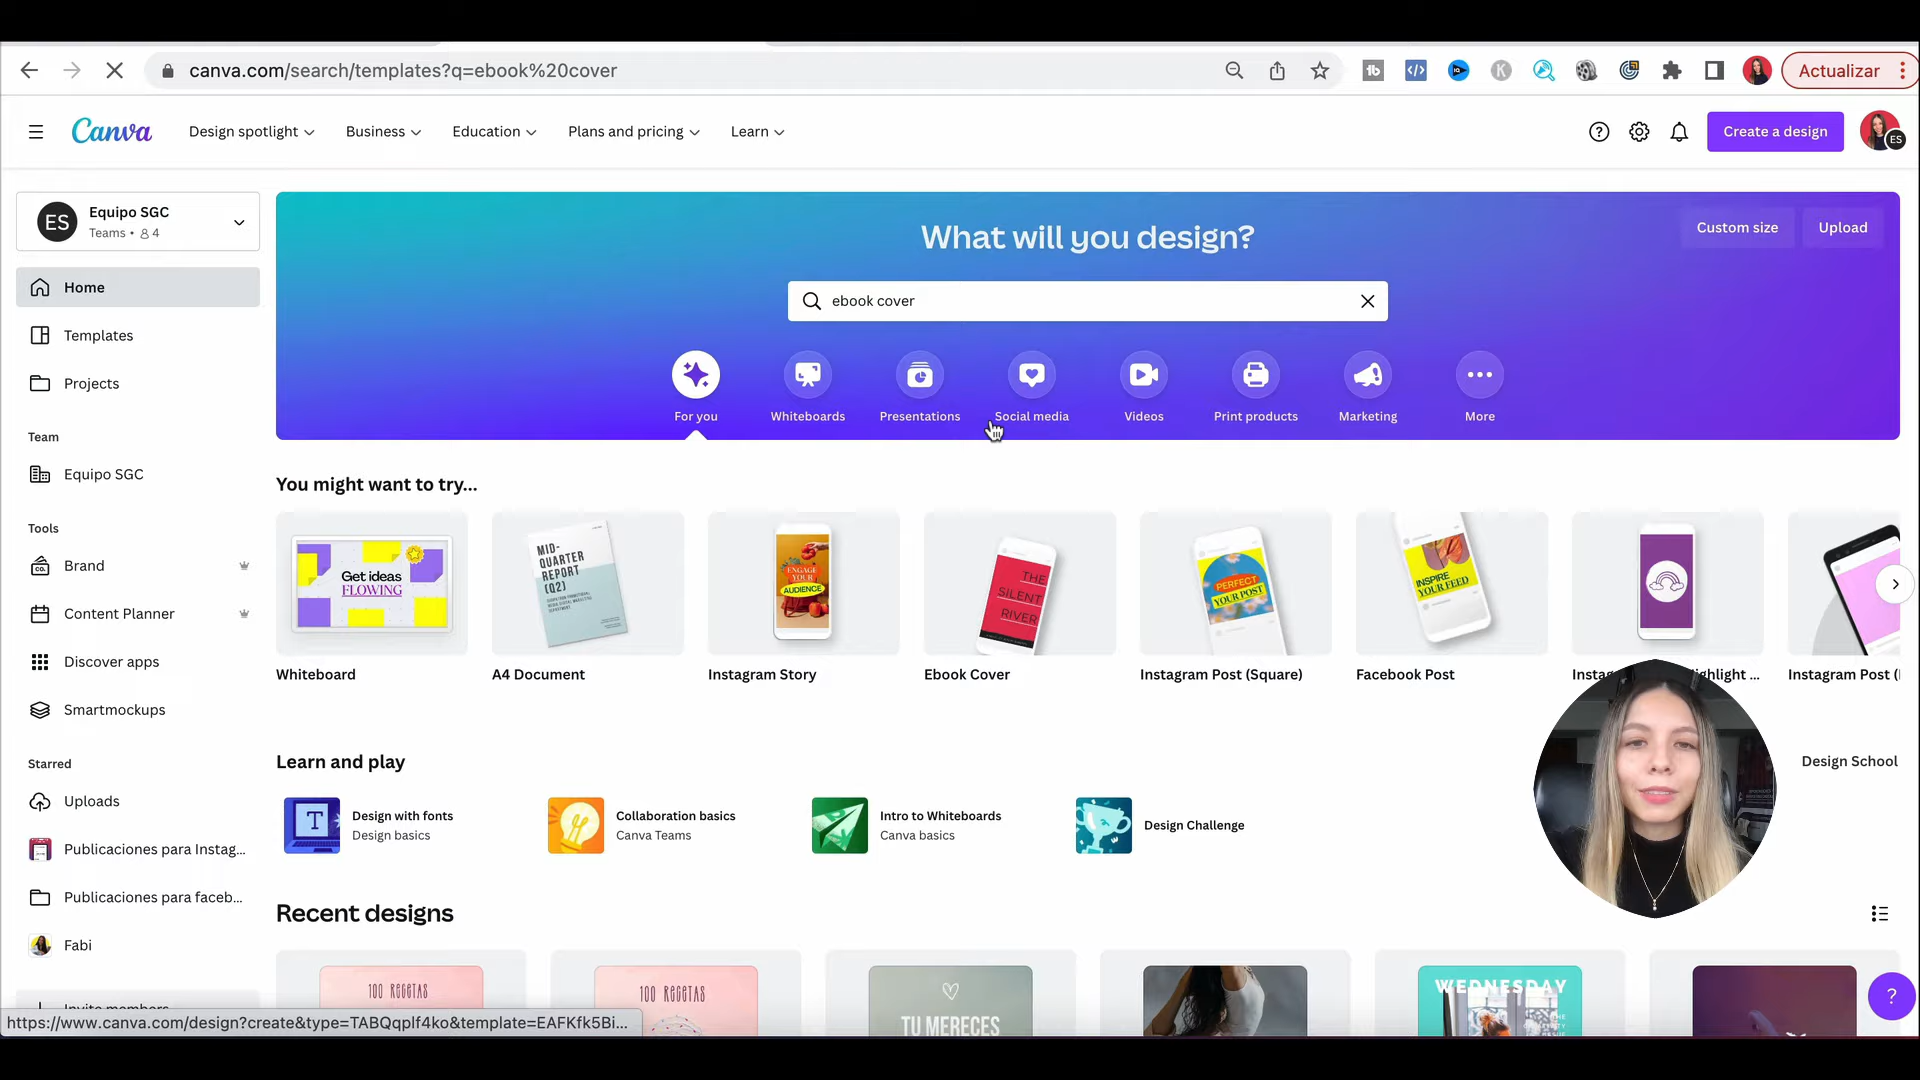 canva.com/search/templates?q=ebook%20cover
Actualizar
Canva
Design spotlight
Business
Education
Plans and pricing
Learn
Create a design
ES
ES
Equipo SGC
Teams • 4
Home
Templates
Projects
Team
Equipo SGC
Tools
Brand
Content Planner
Discover apps
Smartmockups
Starred
Uploads
Publicaciones para Instag...
Publicaciones para faceb...
Fabi
Invite members
https://www.canva.com/design?create&type=TABQqplf4ko&template=EAFKfk5Bi...
What will you design?
Custom size
Upload
ebook cover
For you
Whiteboards
Presentations
Social media
Videos
Print products
Marketing
More
You might want to try...
Get ideas
FLOWING
MID-
QUARTER
REPORT
(Q2)
ENGAGE
YOUR
AUDIENCE
THE
SILENT
RIVER
PERFECT
YOUR POST
INSPIRE
YOUR FEED
Whiteboard
A4 Document
Instagram Story
Ebook Cover
Instagram Post (Square)
Facebook Post
Learn and play
Design School
Design with fonts
Design basics
Collaboration basics
Canva Teams
Intro to Whiteboards
Canva basics
Design Challenge
Recent designs
100 RECETAS
100 RECETAS
TU MERECES
WEDNESDAY